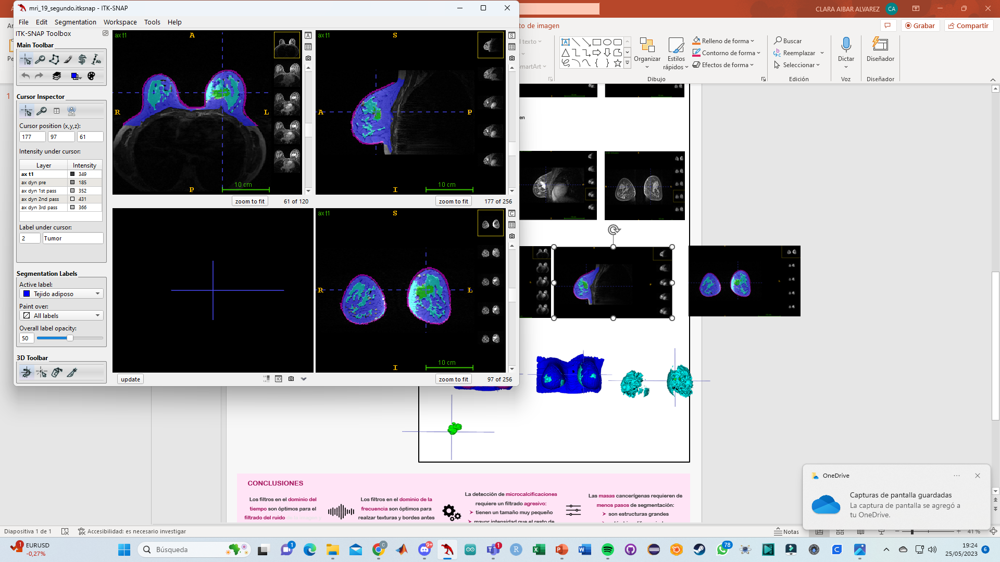 mri_19_segundo.itksnap - ITK-SNAP
File Edit Segmentation Workspace Tools Help
ITK-SNAP Toolbox
Main Toolbar
Cursor Inspector
Cursor position (x,y,z):
177 97 61
Intensity under cursor:
Layer Intensity
ax t1 349
ax dyn pre 185
ax dyn 1st pass 352
ax dyn 2nd pass 431
ax dyn 3rd pass 366
Label under cursor:
2 Tumor
Segmentation Labels
Active label:
Tejido adiposo
Paint over:
All labels
Overall label opacity:
50
3D Toolbar
ax t1
A
R
L
P
10 cm
zoom to fit 61 of 120
ax t1
S
A
P
I
10 cm
zoom to fit 177 of 256
update
ax t1
S
R
L
I
10 cm
zoom to fit 97 of 256
A
S
C
3D
CLARA AIBAR ALVAREZ CA
to de imagen
Grabar
Compartir
l texto
martArt
Organizar
Estilos
rápidos
Relleno de forma
Contorno de forma
Efectos de forma
Dibujo
Buscar
Reemplazar
Seleccionar
Edición
Dictar
Voz
Diseñador
Diseñador
1
en
CONCLUSIONES
Los filtros en el dominio del
tiempo son óptimos para el
filtrado del ruido
Los filtros en el dominio de la
frecuencia son óptimos para
realzar texturas y bordes antes
La detección de microcalcificaciones
requiere un filtrado agresivo:
➤ tienen un tamaño muy pequeño
➤ mayor intensidad que el resto de
Las masas cancerígenas requieren de
menos pasos de segmentación:
➤ son estructuras grandes
OneDrive
Capturas de pantalla guardadas
La captura de pantalla se agregó a
tu OneDrive.
Diapositiva 1 de 1
Accesibilidad: es necesario investigar
Notas
41 %
1
EURUSD
-0,27%
Búsqueda
1
9+
1
78
19:24
25/05/2023
6